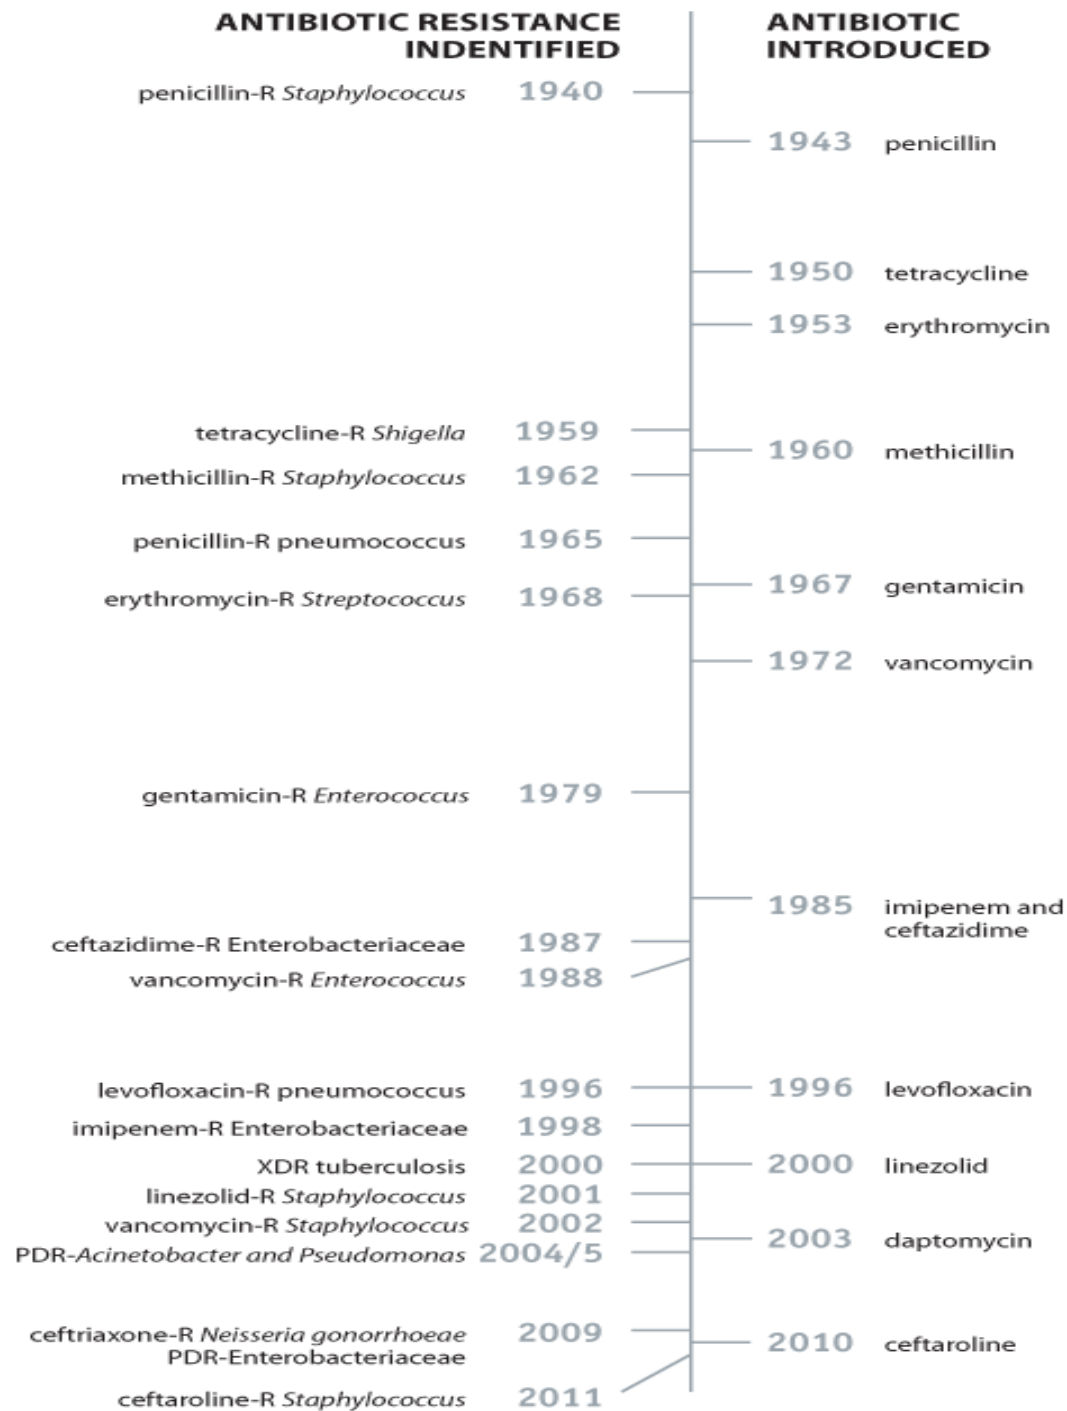 ANTIBIOTIC RESISTANCE
INDENTIFIED
ANTIBIOTIC
INTRODUCED
penicillin-R Staphylococcus 1940
1943 penicillin
1950 tetracycline
1953 erythromycin
tetracycline-R Shigella 1959
1960 methicillin
methicillin-R Staphylococcus 1962
penicillin-R pneumococcus 1965
1967 gentamicin
erythromycin-R Streptococcus 1968
1972 vancomycin
gentamicin-R Enterococcus 1979
1985 imipenem and
ceftazidime
ceftazidime-R Enterobacteriaceae 1987
vancomycin-R Enterococcus 1988
levofloxacin-R pneumococcus 1996
1996 levofloxacin
imipenem-R Enterobacteriaceae 1998
XDR tuberculosis 2000
2000 linezolid
linezolid-R Staphylococcus 2001
vancomycin-R Staphylococcus 2002
2003 daptomycin
PDR-Acinetobacter and Pseudomonas 2004/5
ceftriaxone-R Neisseria gonorrhoeae 2009
PDR-Enterobacteriaceae
2010 ceftaroline
ceftaroline-R Staphylococcus 2011